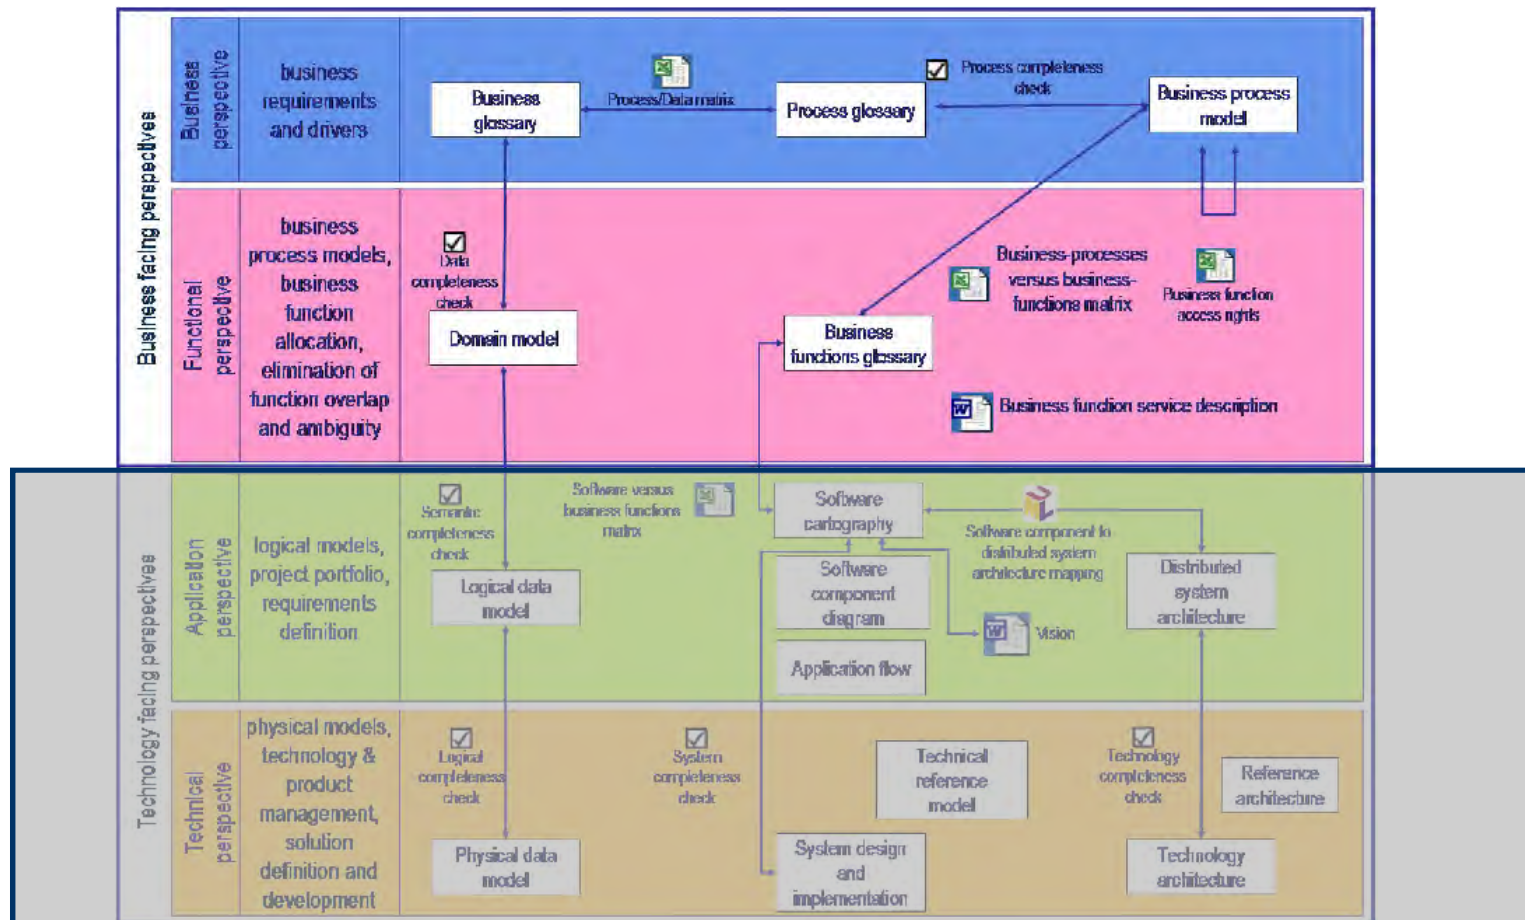 Business facing perspectives
Business
perspective
business
requirements
and drivers
Business
glossary
Process/Data matrix
Process glossary
Process completeness
check
Business process
model
Functional
perspective
business
process models,
business
function
allocation,
elimination of
function overlap
and ambiguity
Data
completeness
check
Domain model
Business
functions glossary
Business-processes
versus business-
functions matrix
Business function
access rights
Business function service description
Technology facing perspectives
Application
perspective
logical models,
project portfolio,
requirements
definition
Semantic
completeness
check
Logical data
model
Software versus
business functions
matrix
Software
cartography
Software
component
diagram
Application flow
Software component to
distributed system
architecture mapping
Vision
Distributed
system
architecture
Technical
perspective
physical models,
technology &
product
management,
solution
definition and
development
Logical
completeness
check
Physical data
model
System
completeness
check
System design
and
implementation
Technical
reference
model
Technology
completeness
check
Reference
architecture
Technology
architecture